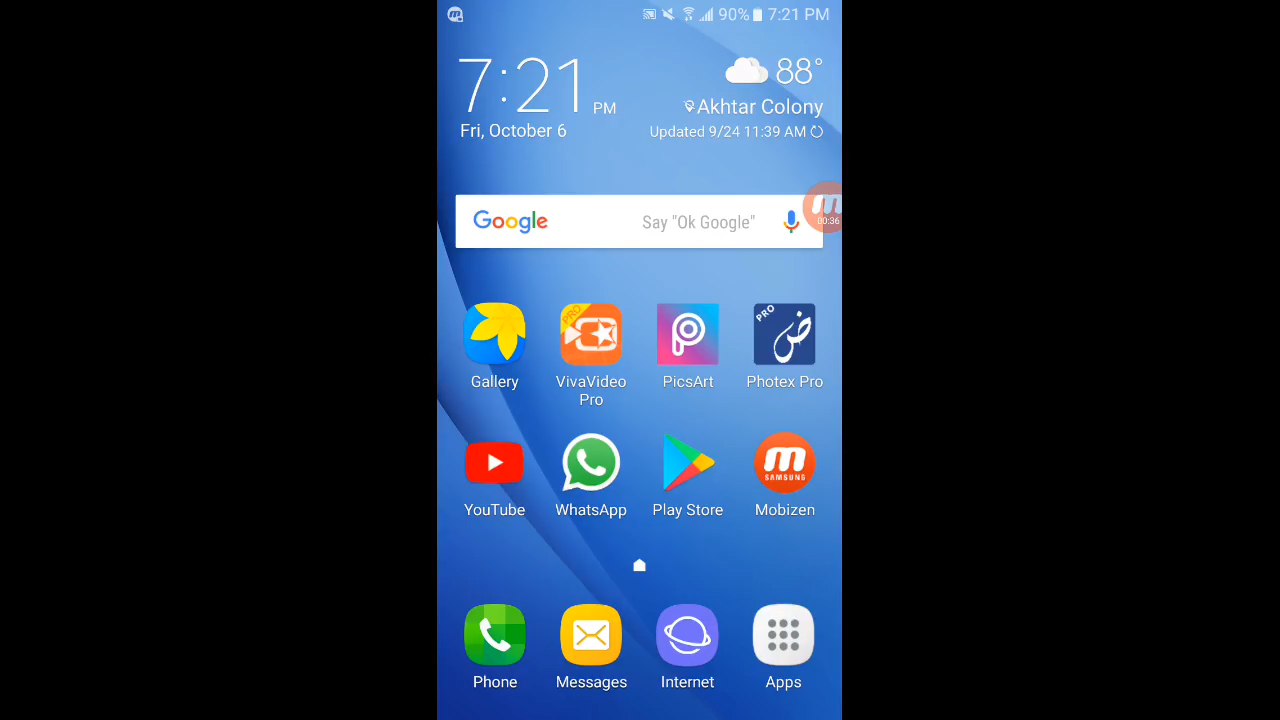 90% 7:21 PM
7:21 PM
88°
Akhtar Colony
Fri, October 6
Updated 9/24 11:39 AM
Google Say "Ok Google"
00:36
PRO
PRO
ض
Gallery
VivaVideo Pro
PicsArt
Photex Pro
SAMSUNG
YouTube
WhatsApp
Play Store
Mobizen
Phone
Messages
Internet
Apps